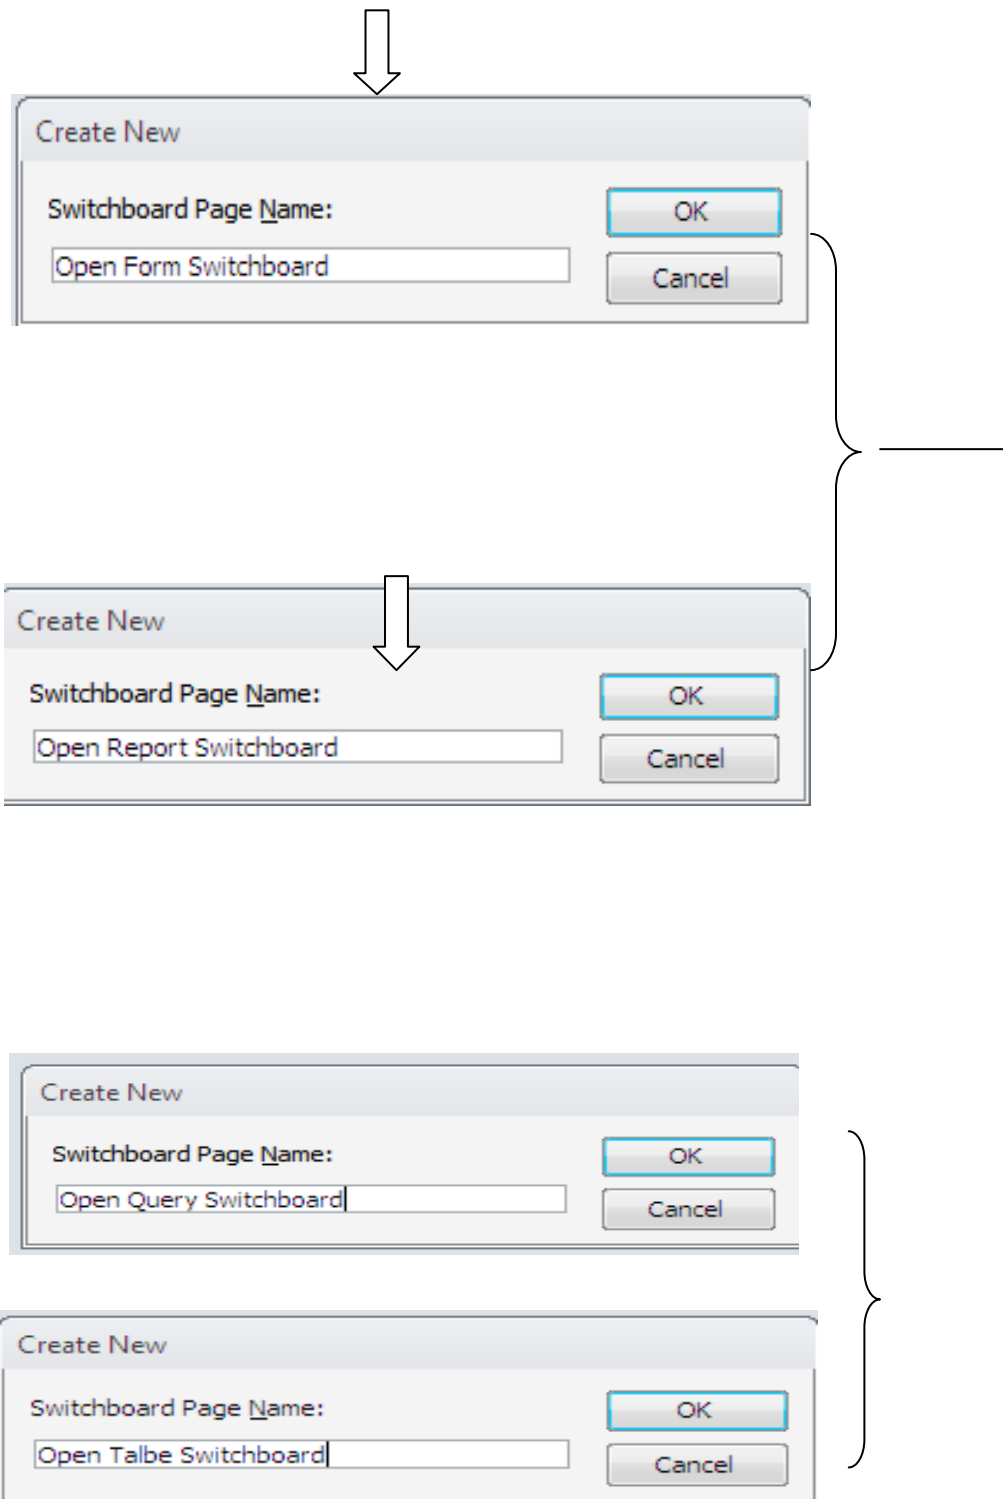 Create New
Switchboard Page Name:
OK
Open Form Switchboard
Cancel
Create New
Switchboard Page Name:
OK
Open Report Switchboard
Cancel
Create New
Switchboard Page Name:
OK
Open Query Switchboard
Cancel
Create New
Switchboard Page Name:
OK
Open Talbe Switchboard
Cancel